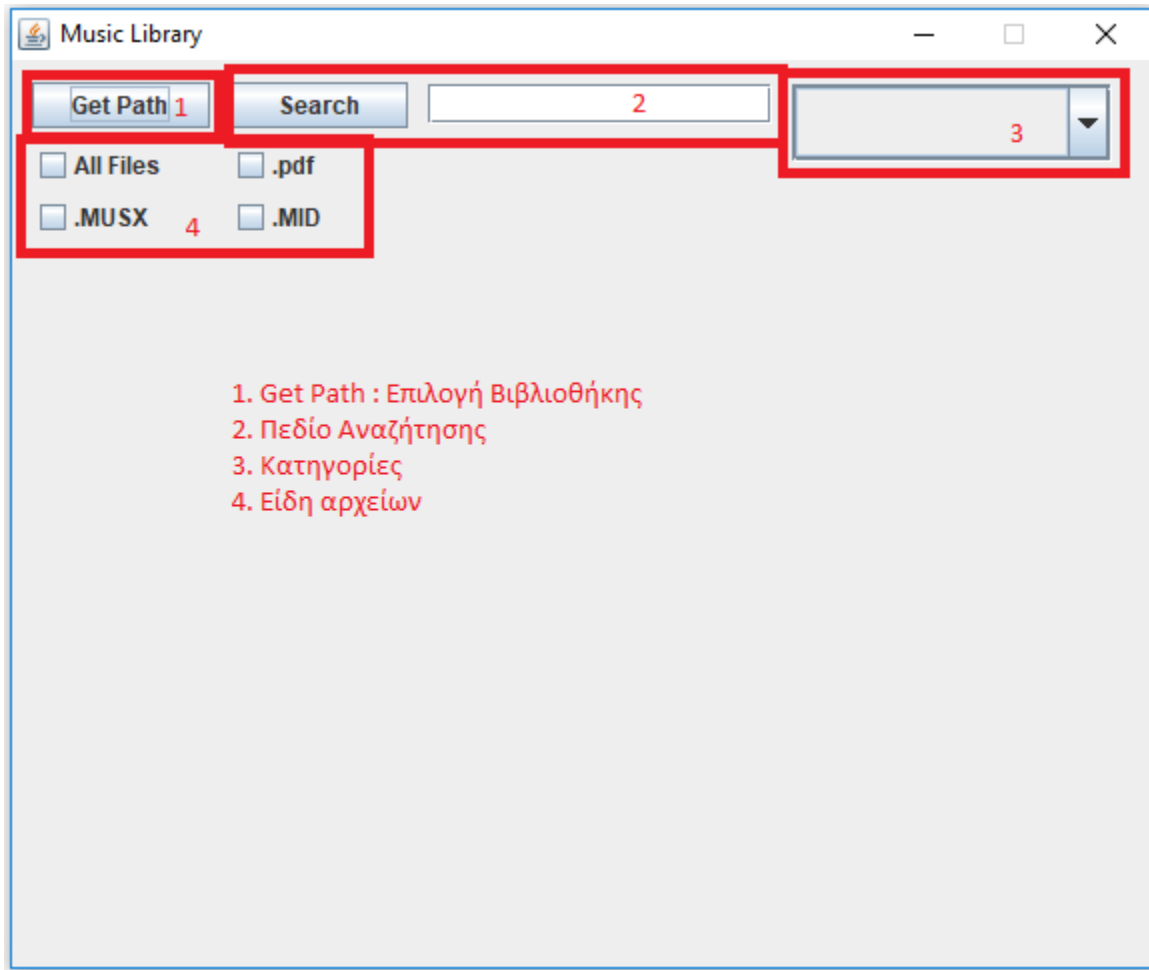 Music Library
Get Path 1 Search 2 3
All Files .pdf
.MUSX 4 .MID
1. Get Path : Επιλογή Βιβλιοθήκης
2. Πεδίο Αναζήτησης
3. Κατηγορίες
4. Είδη αρχείων